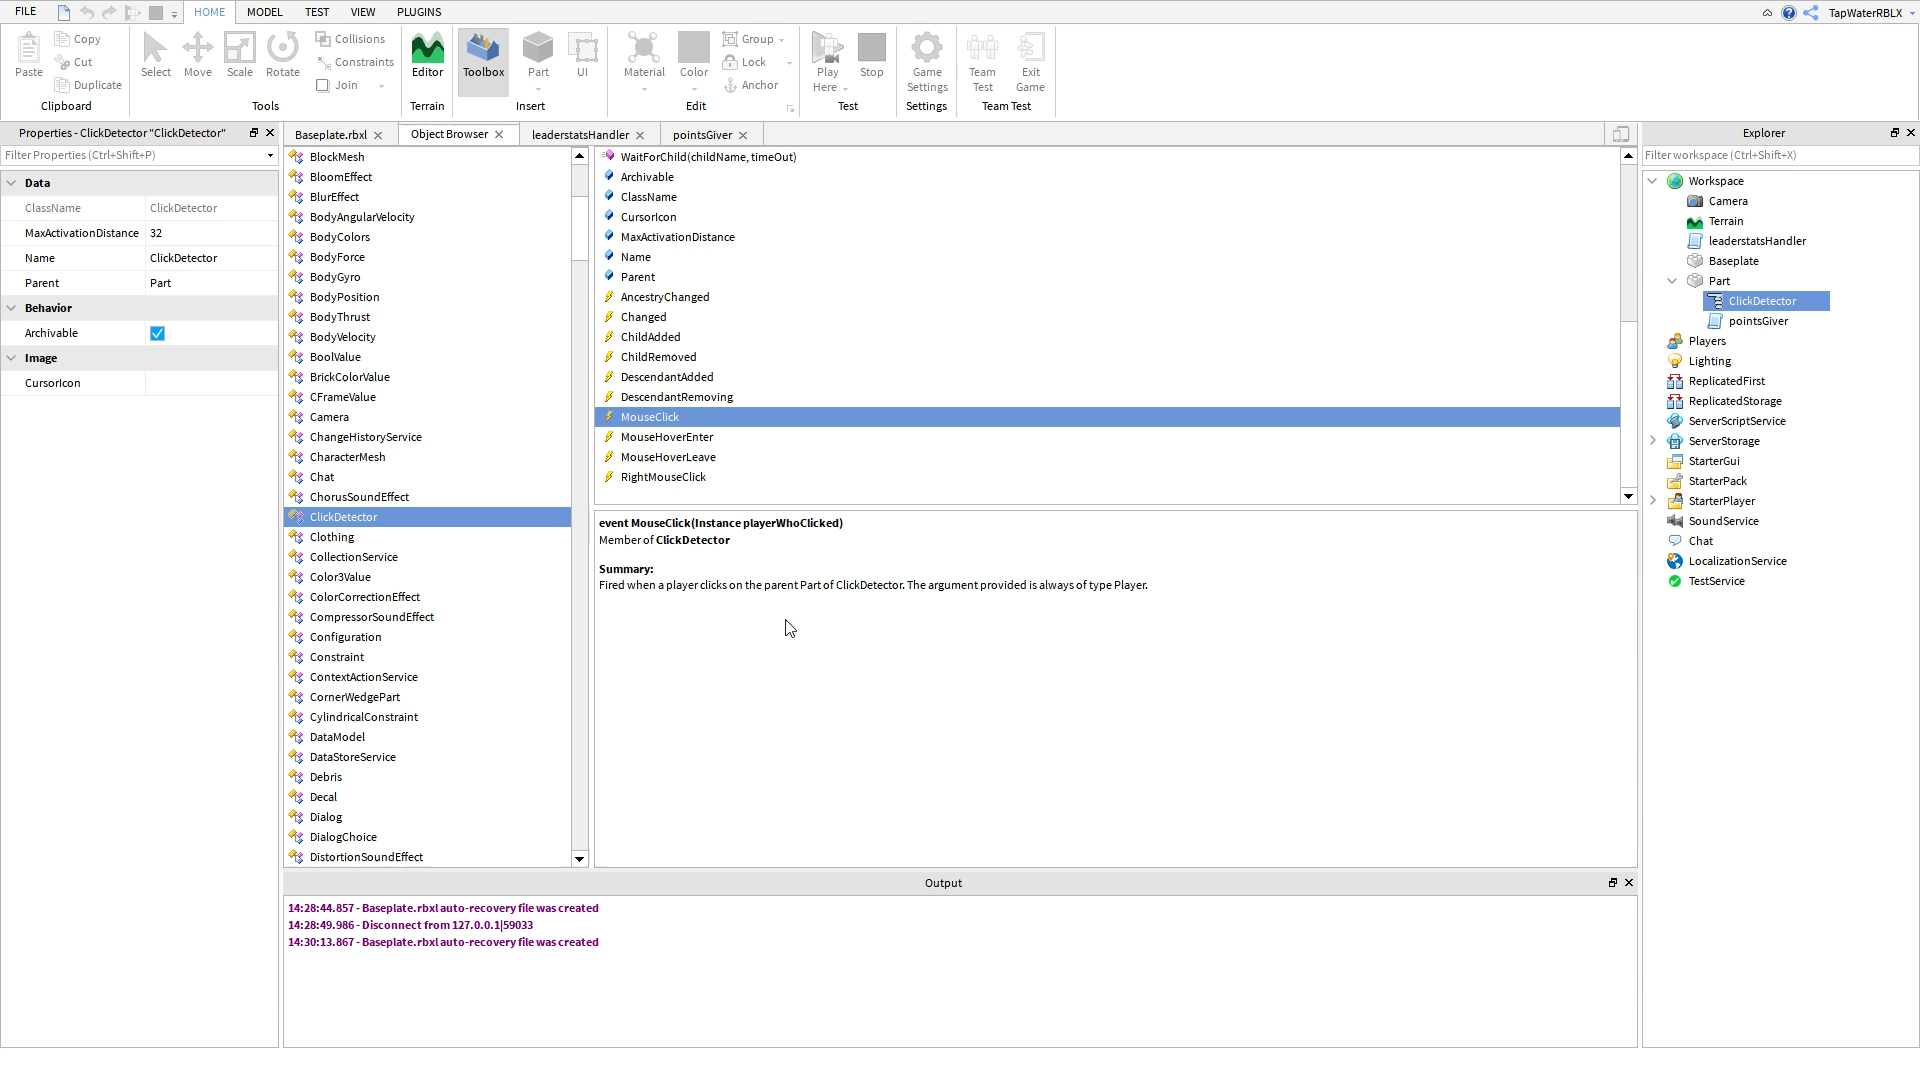 FILE
HOME
MODEL
TEST
VIEW
PLUGINS
TapWaterRBLX
Paste
Copy
Cut
Duplicate
Clipboard
Select
Move
Scale
Rotate
Collisions
Constraints
Join
Tools
Editor
Terrain
Toolbox
Part
UI
Insert
Material
Color
Group
Lock
Anchor
Edit
Play
Here
Stop
Test
Game
Settings
Settings
Team
Test
Exit
Game
Team Test
Properties - ClickDetector "ClickDetector"
Filter Properties (Ctrl+Shift+P)
Data
ClassName ClickDetector
MaxActivationDistance 32
Name ClickDetector
Parent Part
Behavior
Archivable
Image
CursorIcon
Baseplate.rbxl
Object Browser
leaderstatsHandler
pointsGiver
BlockMesh
BloomEffect
BlurEffect
BodyAngularVelocity
BodyColors
BodyForce
BodyGyro
BodyPosition
BodyThrust
BodyVelocity
BoolValue
BrickColorValue
CFrameValue
Camera
ChangeHistoryService
CharacterMesh
Chat
ChorusSoundEffect
ClickDetector
Clothing
CollectionService
Color3Value
ColorCorrectionEffect
CompressorSoundEffect
Configuration
Constraint
ContextActionService
CornerWedgePart
CylindricalConstraint
DataModel
DataStoreService
Debris
Decal
Dialog
DialogChoice
DistortionSoundEffect
WaitForChild(childName, timeOut)
Archivable
ClassName
CursorIcon
MaxActivationDistance
Name
Parent
AncestryChanged
Changed
ChildAdded
ChildRemoved
DescendantAdded
DescendantRemoving
MouseClick
MouseHoverEnter
MouseHoverLeave
RightMouseClick
event MouseClick(Instance playerWhoClicked)
Member of ClickDetector
Summary:
Fired when a player clicks on the parent Part of ClickDetector. The argument provided is always of type Player.
Output
14:28:44.857 - Baseplate.rbxl auto-recovery file was created
14:28:49.986 - Disconnect from 127.0.0.1|59033
14:30:13.867 - Baseplate.rbxl auto-recovery file was created
Explorer
Filter workspace (Ctrl+Shift+X)
Workspace
Camera
Terrain
leaderstatsHandler
Baseplate
Part
ClickDetector
pointsGiver
Players
Lighting
ReplicatedFirst
ReplicatedStorage
ServerScriptService
ServerStorage
StarterGui
StarterPack
StarterPlayer
SoundService
Chat
LocalizationService
TestService